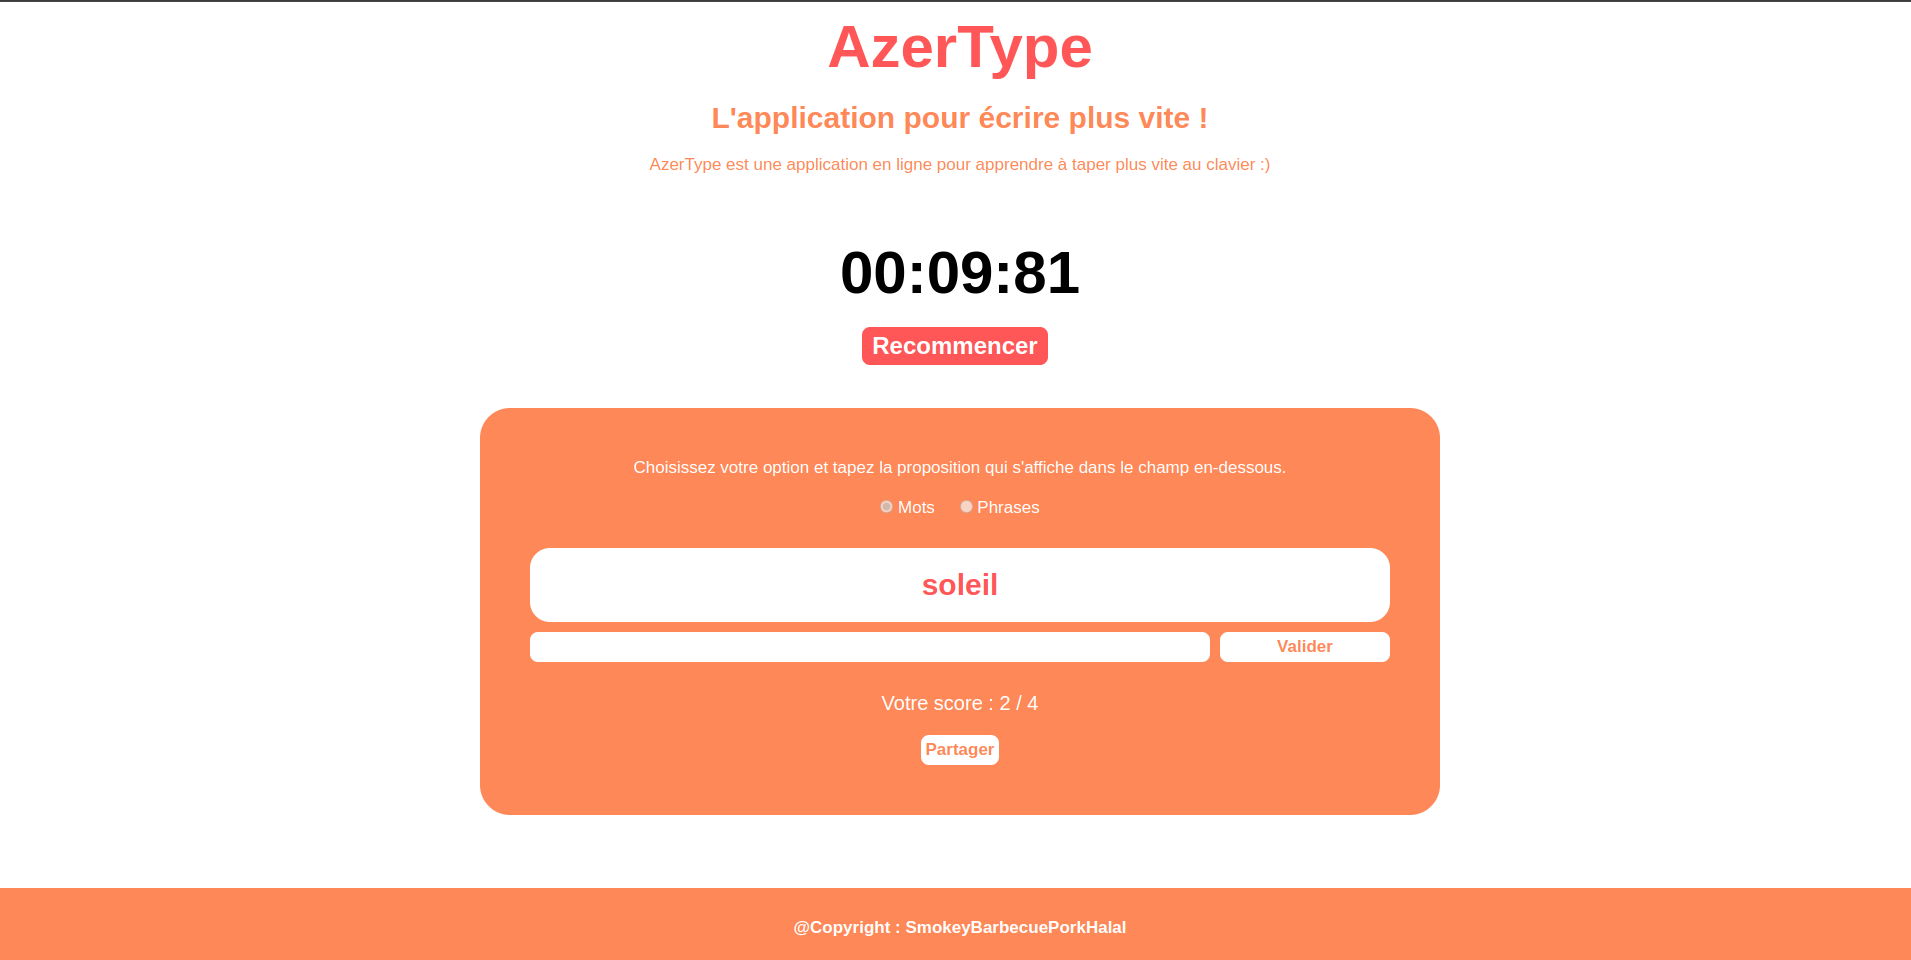 AzerType
L'application pour écrire plus vite !
AzerType est une application en ligne pour apprendre à taper plus vite au clavier :)
00:09:81
Recommencer
Choisissez votre option et tapez la proposition qui s'affiche dans le champ en-dessous.
Mots Phrases
soleil
Valider
Votre score : 2 / 4
Partager
@Copyright : SmokeyBarbecuePorkHalal